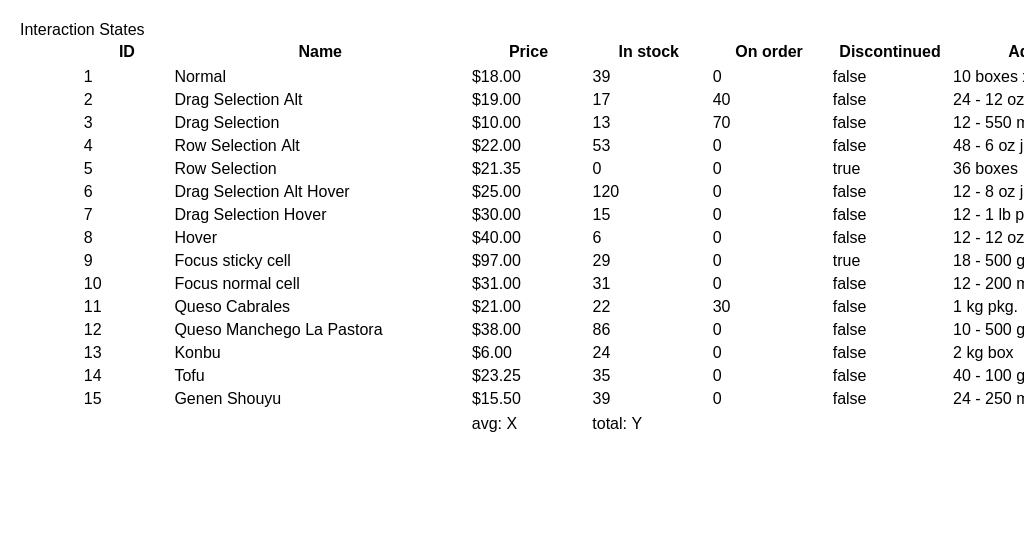 Interaction States
ID Name Price In stock On order Discontinued
1 Normal $18.00 39 0 false 10 boxes
2 Drag Selection Alt $19.00 17 40 false 24 - 12 oz
3 Drag Selection $10.00 13 70 false 12 - 550
4 Row Selection Alt $22.00 53 0 false 48 - 6 oz
5 Row Selection $21.35 0 0 true 36 boxes
6 Drag Selection Alt Hover $25.00 120 0 false 12 - 8 oz
7 Drag Selection Hover $30.00 15 0 false 12 - 1 lb
8 Hover $40.00 6 0 false 12 - 12 oz
9 Focus sticky cell $97.00 29 0 true 18 - 500 g
10 Focus normal cell $31.00 31 0 false 12 - 200
11 Queso Cabrales $21.00 22 30 false 1 kg pkg.
12 Queso Manchego La Pastora $38.00 86 0 false 10 - 500 g
13 Konbu $6.00 24 0 false 2 kg box
14 Tofu $23.25 35 0 false 40 - 100 g
15 Genen Shouyu $15.50 39 0 false 24 - 250
avg: X total: Y